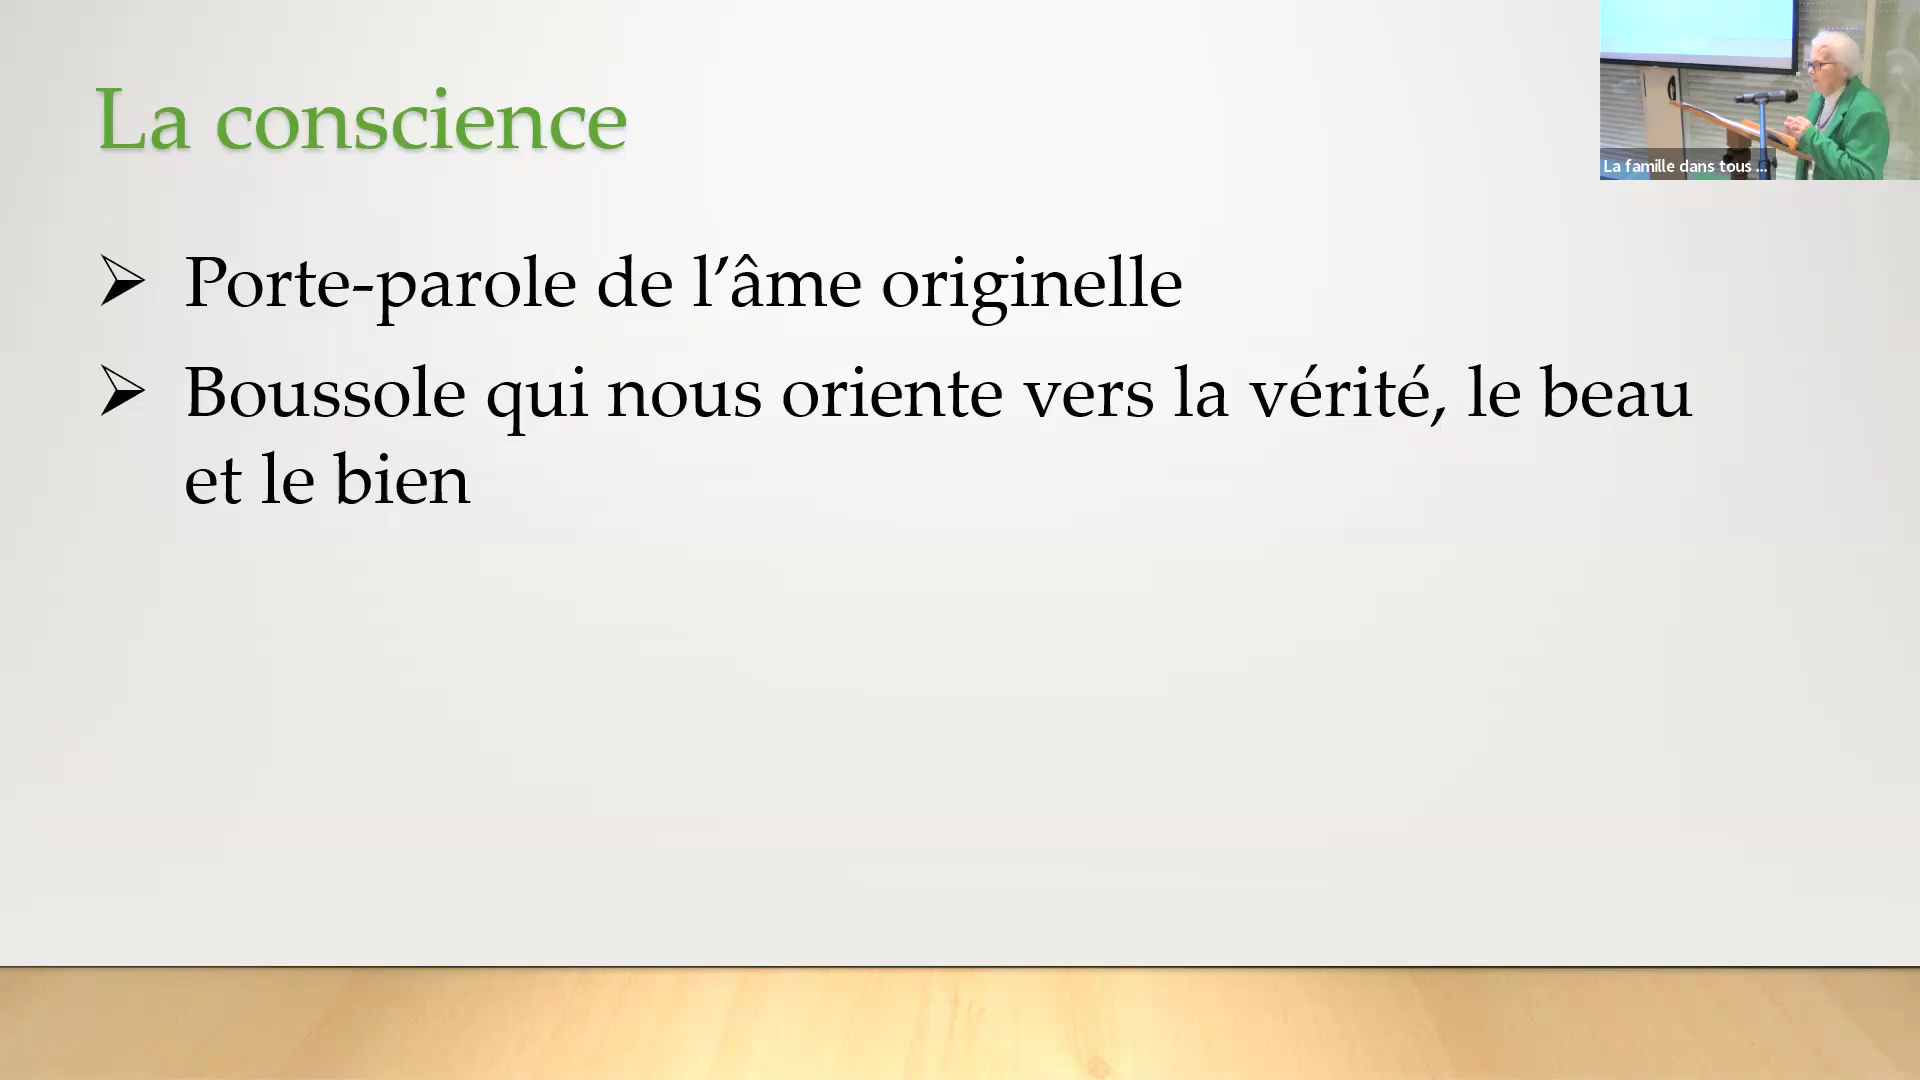 La conscience
La famille dans tous ...
➢ Porte-parole de l’âme originelle
➢ Boussole qui nous oriente vers la vérité, le beau
et le bien